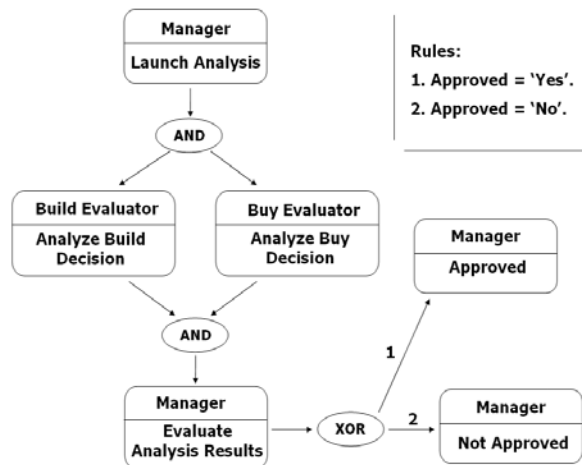 Manager
Launch Analysis
Rules:
1. Approved = ‘Yes’.
2. Approved = ‘No’.
AND
Build Evaluator
Analyze Build
Decision
Buy Evaluator
Analyze Buy
Decision
Manager
Approved
AND
1
Manager
Evaluate
Analysis Results
XOR
2
Manager
Not Approved